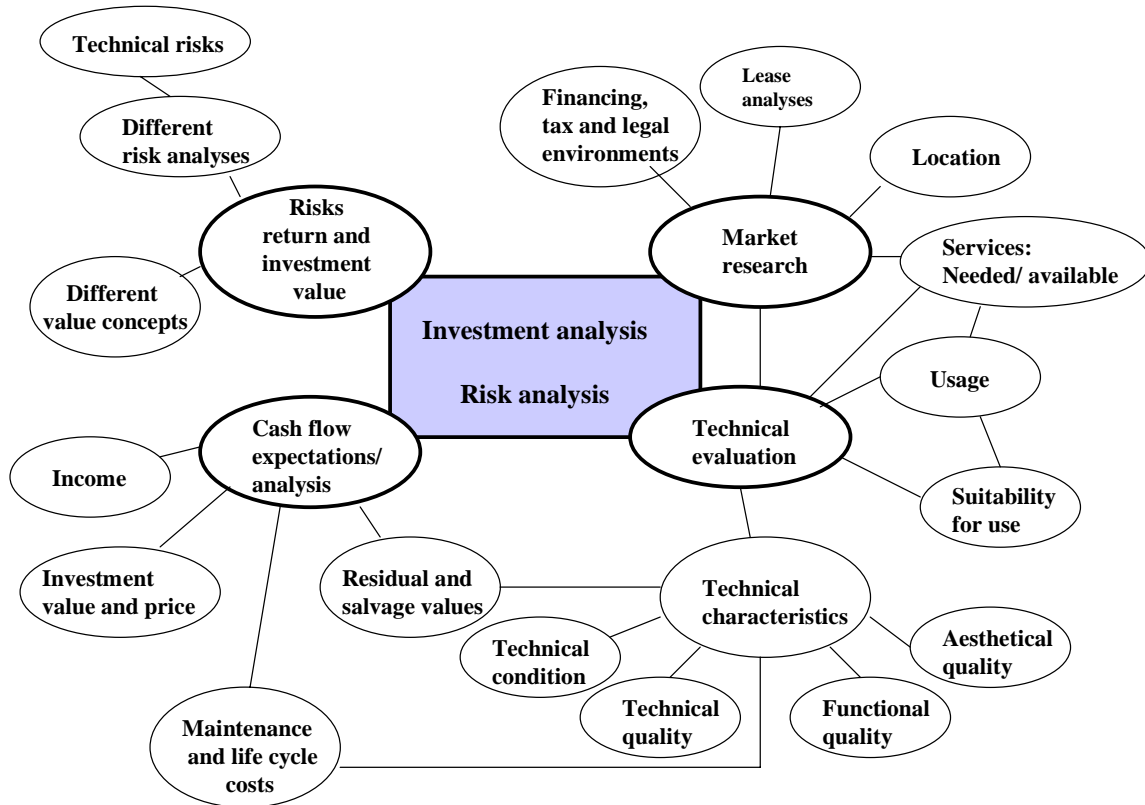 Technical risks
Different
risk analyses
Risks
return and
investment
value
Different
value concepts
Financing,
tax and legal
environments
Lease
analyses
Location
Market
research
Services:
Needed/ available
Investment analysis
Risk analysis
Usage
Technical
evaluation
Suitability
for use
Cash flow
expectations/
analysis
Income
Investment
value and price
Residual and
salvage values
Technical
characteristics
Aesthetical
quality
Technical
condition
Technical
quality
Functional
quality
Maintenance
and life cycle
costs